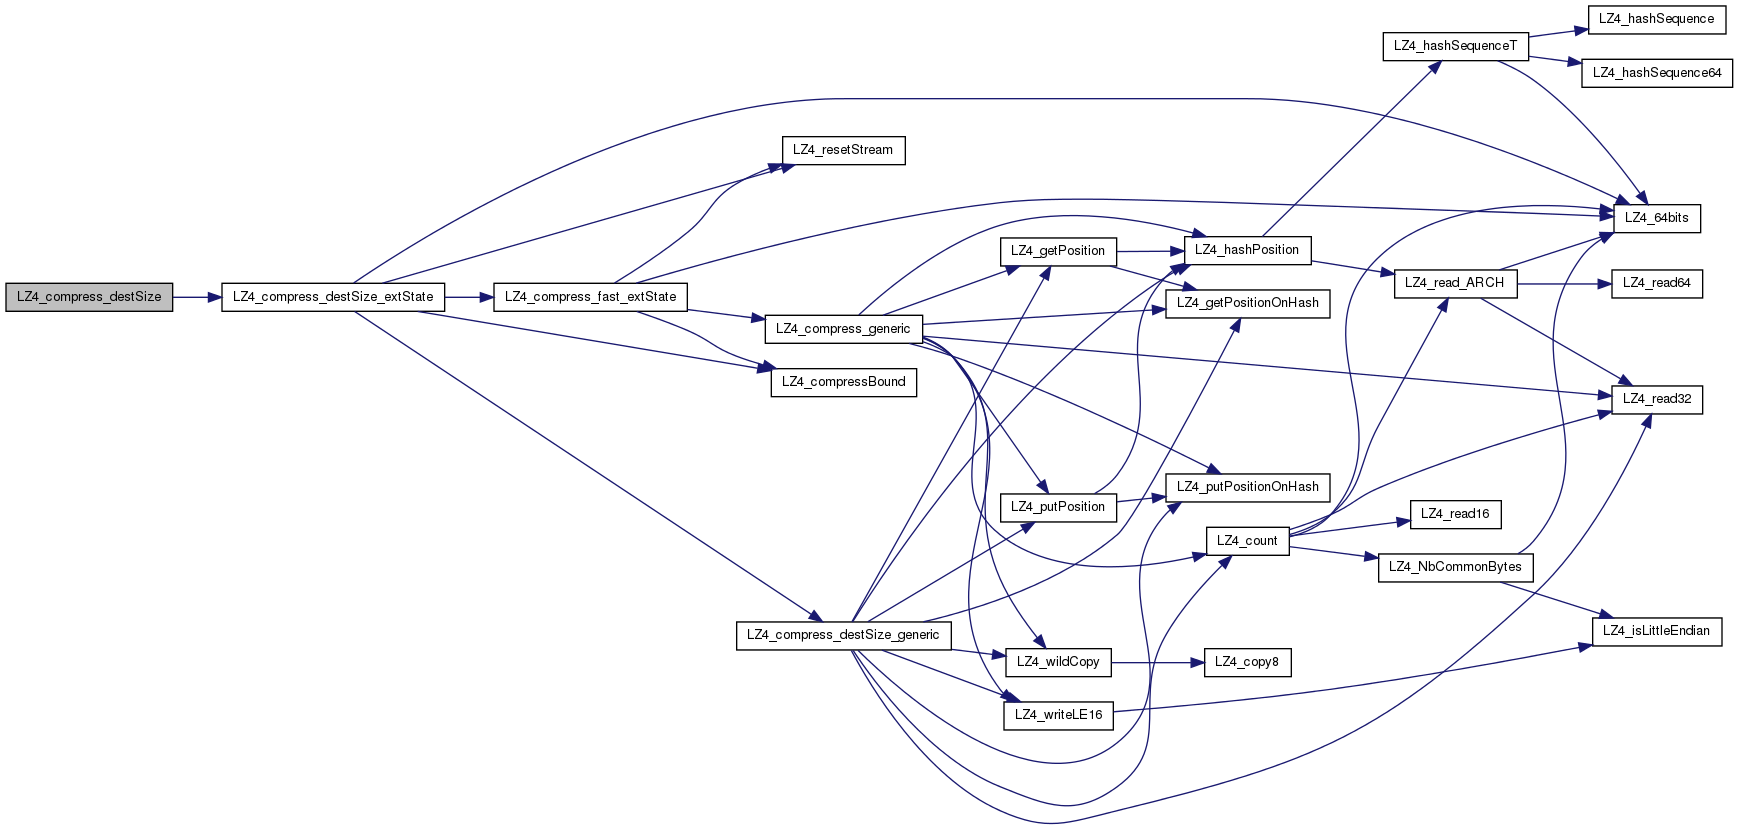 LZ4_compress_destSize
LZ4_compress_destSize_extState
LZ4_compress_fast_extState
LZ4_resetStream
LZ4_compress_generic
LZ4_compressBound
LZ4_compress_destSize_generic
LZ4_getPosition
LZ4_putPosition
LZ4_wildCopy
LZ4_writeLE16
LZ4_hashPosition
LZ4_getPositionOnHash
LZ4_putPositionOnHash
LZ4_count
LZ4_copy8
LZ4_hashSequenceT
LZ4_read_ARCH
LZ4_read16
LZ4_NbCommonBytes
LZ4_hashSequence
LZ4_hashSequence64
LZ4_64bits
LZ4_read64
LZ4_read32
LZ4_isLittleEndian